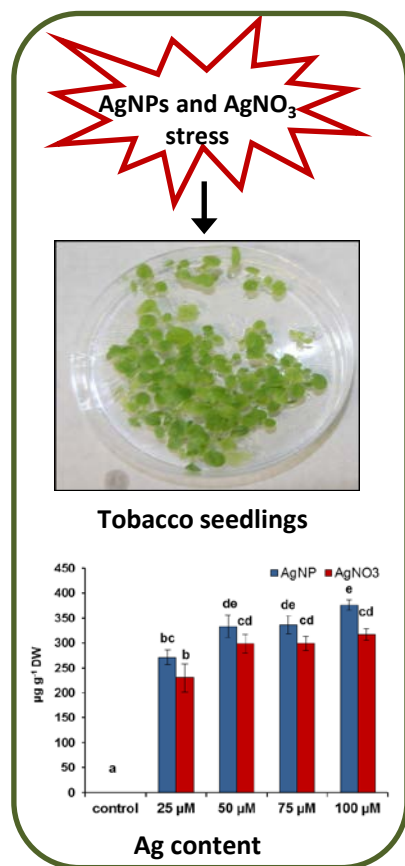 AgNPs and AgNO₃
stress
Tobacco seedlings
450
400
350
300
250
200
150
100
50
0
µg g⁻¹ DW
AgNP AgNO3
a
bc b
de cd
de cd
e cd
control 25 µM 50 µM 75 µM 100 µM
Ag content